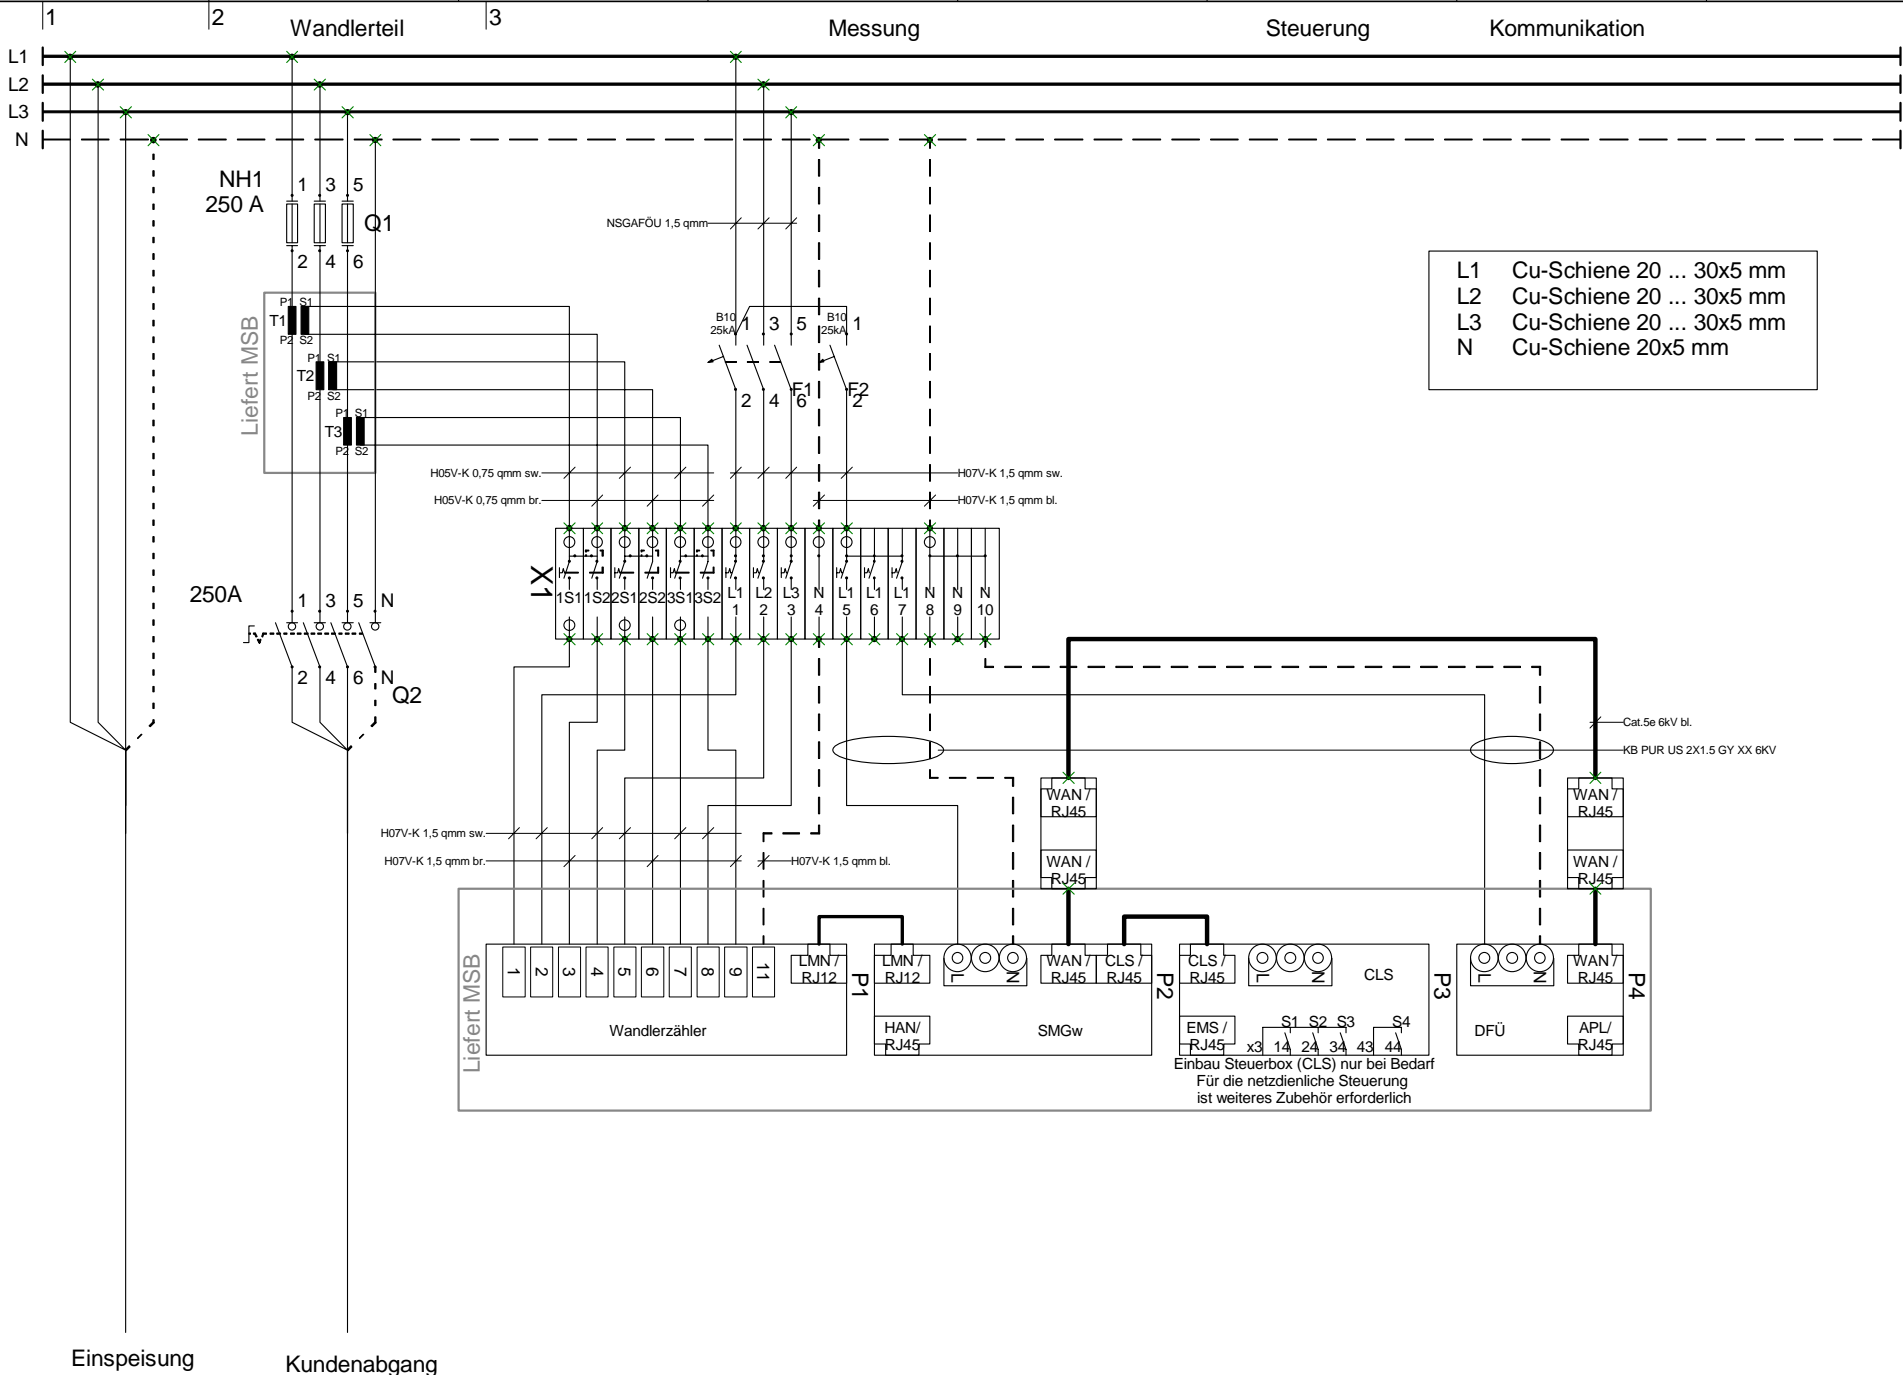 1
2
3
Wandlerteil
Messung
Steuerung
Kommunikation
L1
L2
L3
N
NH1
250 A
1 3 5
Q1
2 4 6
Liefert MSB
P1 S1
T1
P2 S2
P1 S1
T2
P2 S2
P1 S1
T3
P2 S2
NSGAFÖU 1,5 qmm
B10
25kA
1 3 5
F1
2 4 6
B10
25kA
1
F2
2
L1 Cu-Schiene 20 ... 30x5 mm
L2 Cu-Schiene 20 ... 30x5 mm
L3 Cu-Schiene 20 ... 30x5 mm
N Cu-Schiene 20x5 mm
H05V-K 0,75 qmm sw.
H07V-K 1,5 qmm sw.
H05V-K 0,75 qmm br.
H07V-K 1,5 qmm bl.
X1
1S1 1S2 2S1 2S2 3S1 3S2 L1 L2 L3 N L1 L1 L1 N N N
1 2 3 4 5 6 7 8 9 10
250A
1 3 5 N
2 4 6 N
Q2
Cat.5e 6kV bl.
KB PUR US 2X1.5 GY XX 6KV
WAN /
RJ45
WAN /
RJ45
WAN /
RJ45
WAN /
RJ45
H07V-K 1,5 qmm sw.
H07V-K 1,5 qmm br.
H07V-K 1,5 qmm bl.
Liefert MSB
1 2 3 4 5 6 7 8 9 11
LMN /
RJ12
P1
Wandlerzähler
LMN /
RJ12
L N
WAN /
RJ45
CLS /
RJ45
P2
HAN/
RJ45
SMGw
CLS /
RJ45
L N
CLS
P3
EMS /
RJ45
S1 S2 S3 S4
x3 14 24 34 43 44
Einbau Steuerbox (CLS) nur bei Bedarf
Für die netzdienliche Steuerung
ist weiteres Zubehör erforderlich
L N
WAN /
RJ45
P4
DFÜ
APL/
RJ45
Einspeisung
Kundenabgang